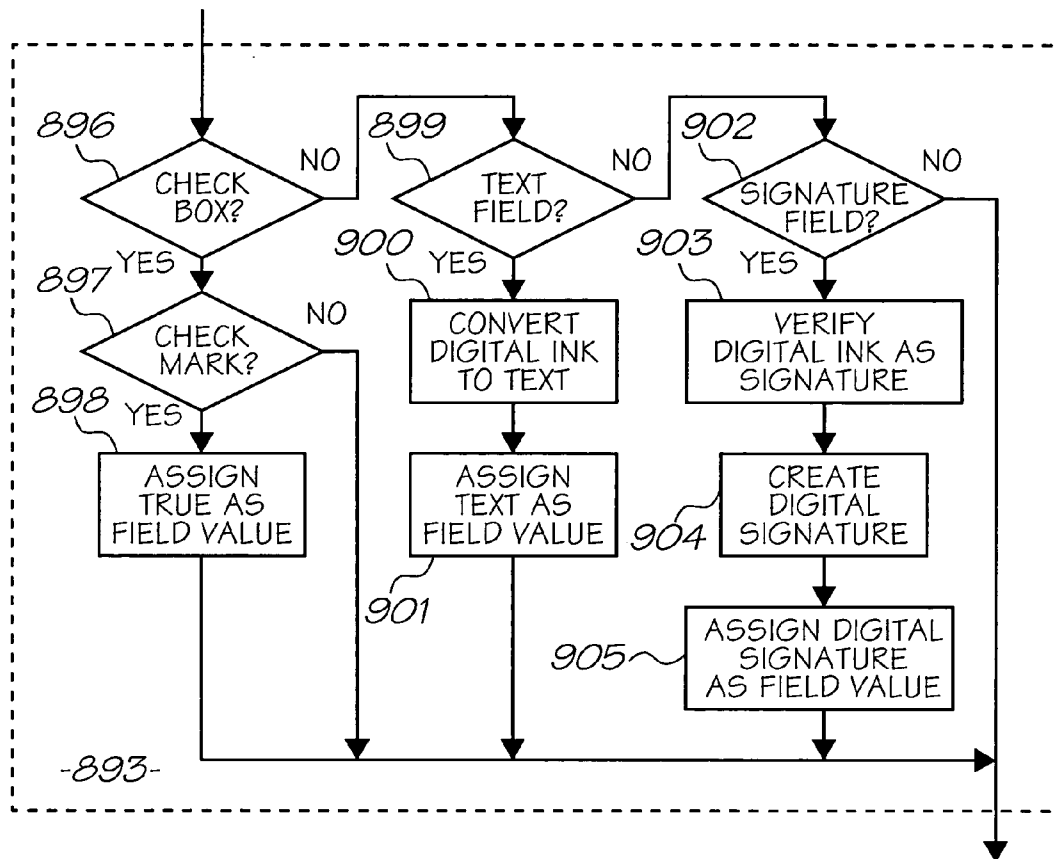 896
CHECK
BOX?
NO
YES
897
CHECK
MARK?
NO
YES
898
ASSIGN
TRUE AS
FIELD VALUE
899
TEXT
FIELD?
NO
YES
900
CONVERT
DIGITAL INK
TO TEXT
ASSIGN
TEXT AS
FIELD VALUE
901
902
SIGNATURE
FIELD?
NO
YES
903
VERIFY
DIGITAL INK AS
SIGNATURE
CREATE
DIGITAL
SIGNATURE
904
ASSIGN DIGITAL
SIGNATURE
AS FIELD VALUE
905
-893-